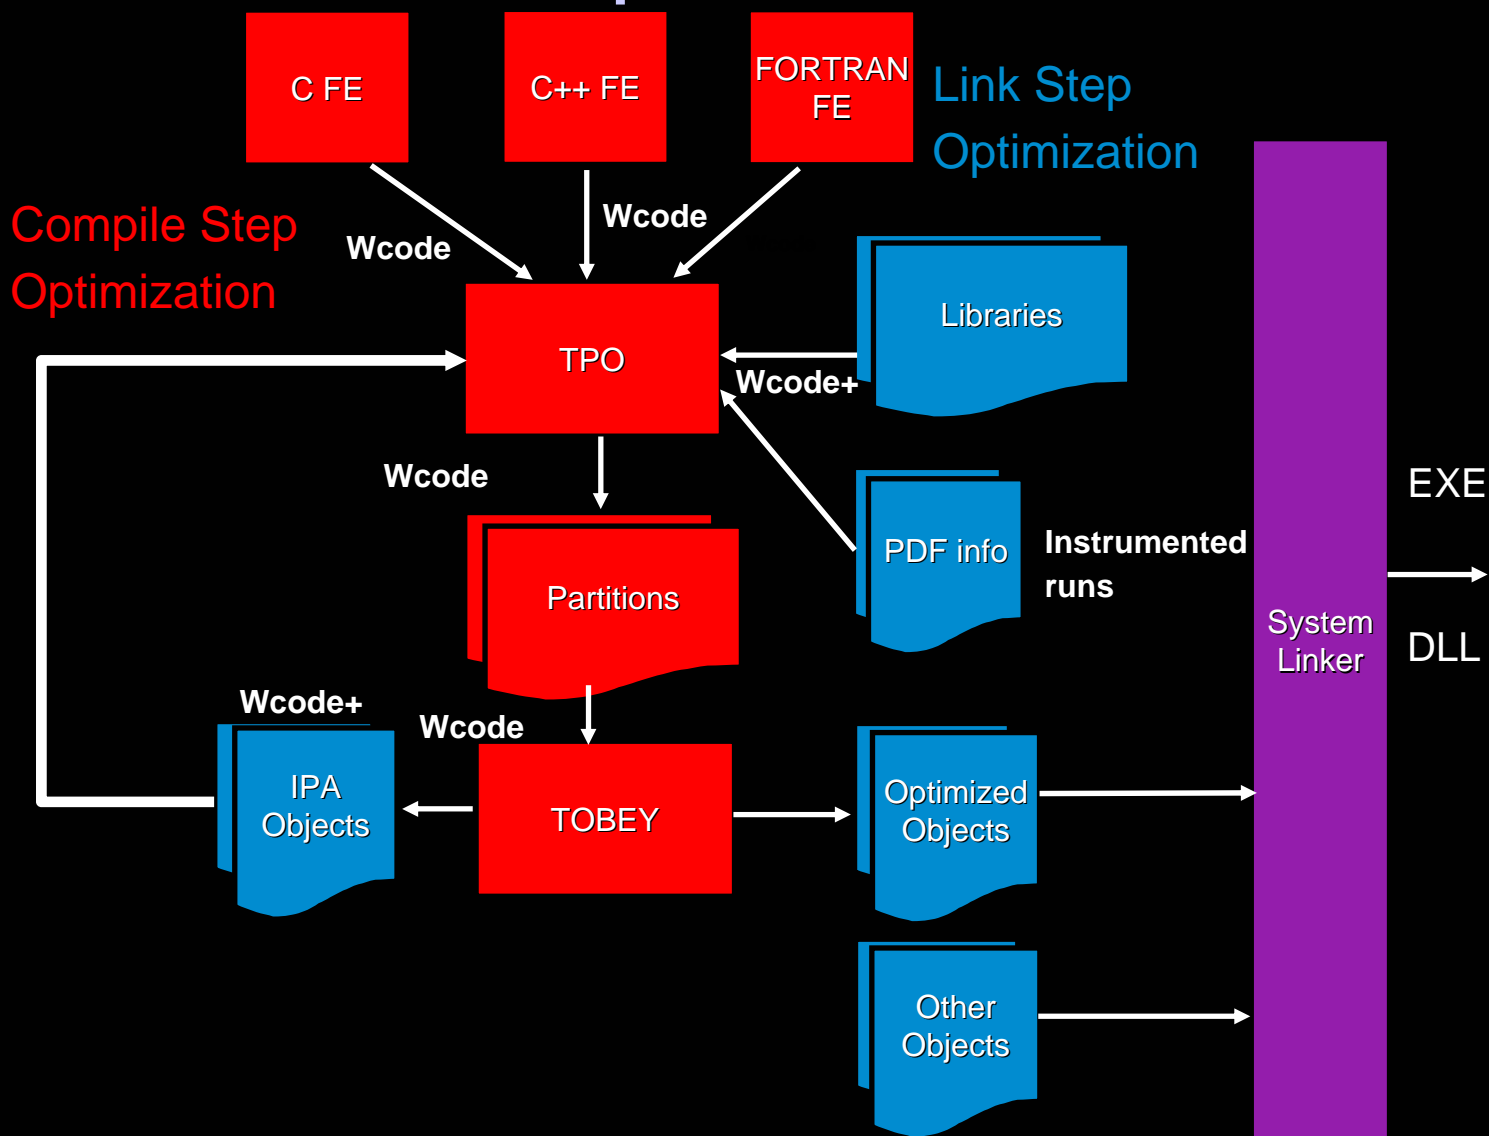 C FE
C++ FE
FORTRAN
FE
Link Step
Optimization
Compile Step
Optimization
Wcode
Wcode
Libraries
TPO
Wcode+
Wcode
PDF info
Instrumented
runs
EXE
Partitions
System
Linker
DLL
Wcode+
Wcode
IPA
Objects
TOBEY
Optimized
Objects
Other
Objects